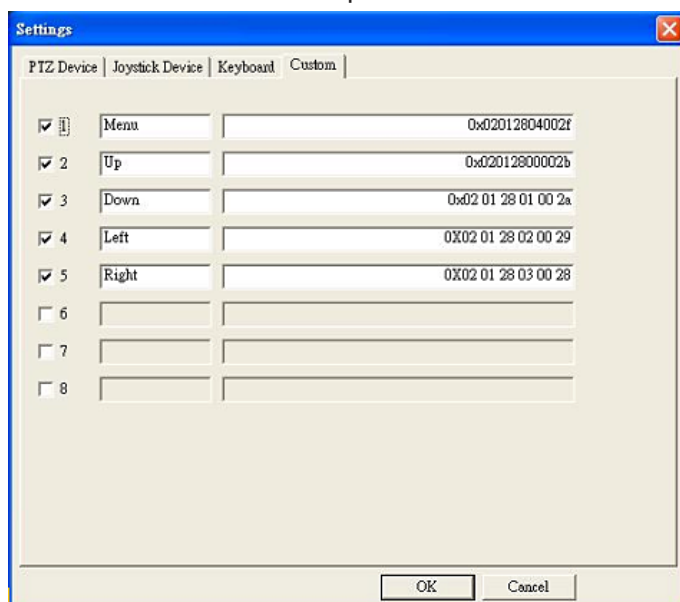 Settings
PTZ Device Joystick Device Keyboard Custom
1 Menu 0x02012804002f
2 Up 0x02012800002b
3 Down 0x02 01 28 01 00 2a
4 Left 0X02 01 28 02 00 29
5 Right 0X02 01 28 03 00 28
6
7
8
OK Cancel